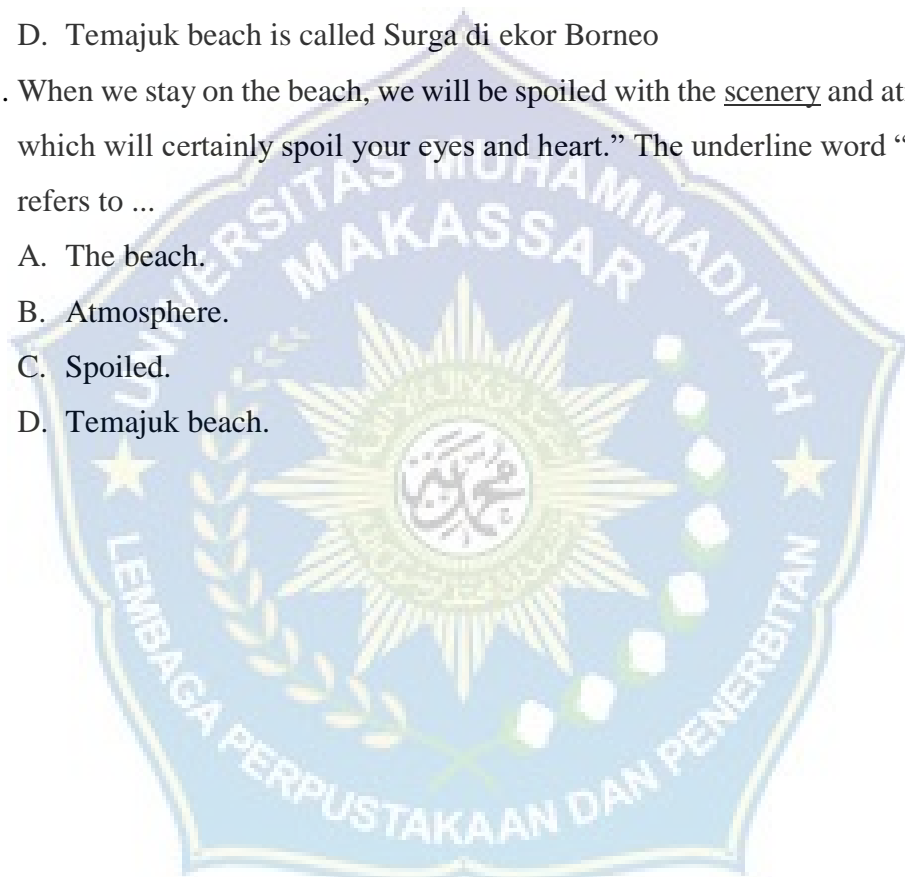 D. Temajuk beach is called Surga di ekor Borneo
. When we stay on the beach, we will be spoiled with the scenery and at
which will certainly spoil your eyes and heart.” The underline word “
refers to ...
A. The beach.
B. Atmosphere.
C. Spoiled.
D. Temajuk beach.
UNIVERSITAS MUHAMMADIYAH
MAKASSAR
LEMBAGA PERPUSTAKAAN DAN PENERBITAN